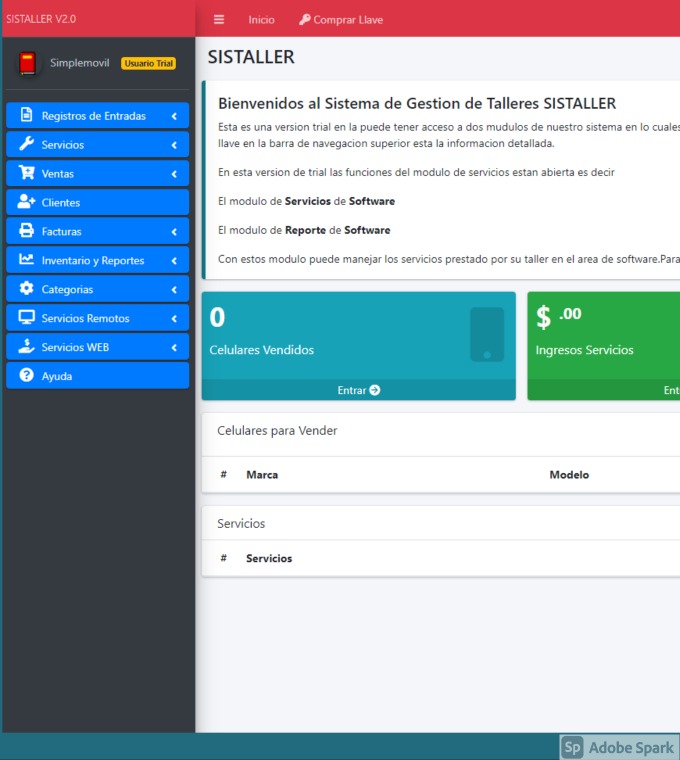 SISTALLER V2.0
Inicio
Comprar Llave
Simplemovil
Usuario Trial
Registros de Entradas
Servicios
Ventas
Clientes
Facturas
Inventario y Reportes
Categorias
Servicios Remotos
Servicios WEB
Ayuda
SISTALLER
Bienvenidos al Sistema de Gestion de Talleres SISTALLER
Esta es una version trial en la puede tener acceso a dos mudulos de nuestro sistema en lo cuales
llave en la barra de navegacion superior esta la informacion detallada.
En esta version de trial las funciones del modulo de servicios estan abierta es decir
El modulo de Servicios de Software
El modulo de Reporte de Software
Con estos modulo puede manejar los servicios prestado por su taller en el area de software.Para
0
Celulares Vendidos
Entrar
$ .00
Ingresos Servicios
Ent
Celulares para Vender
# Marca Modelo
Servicios
# Servicios
Sp Adobe Spark